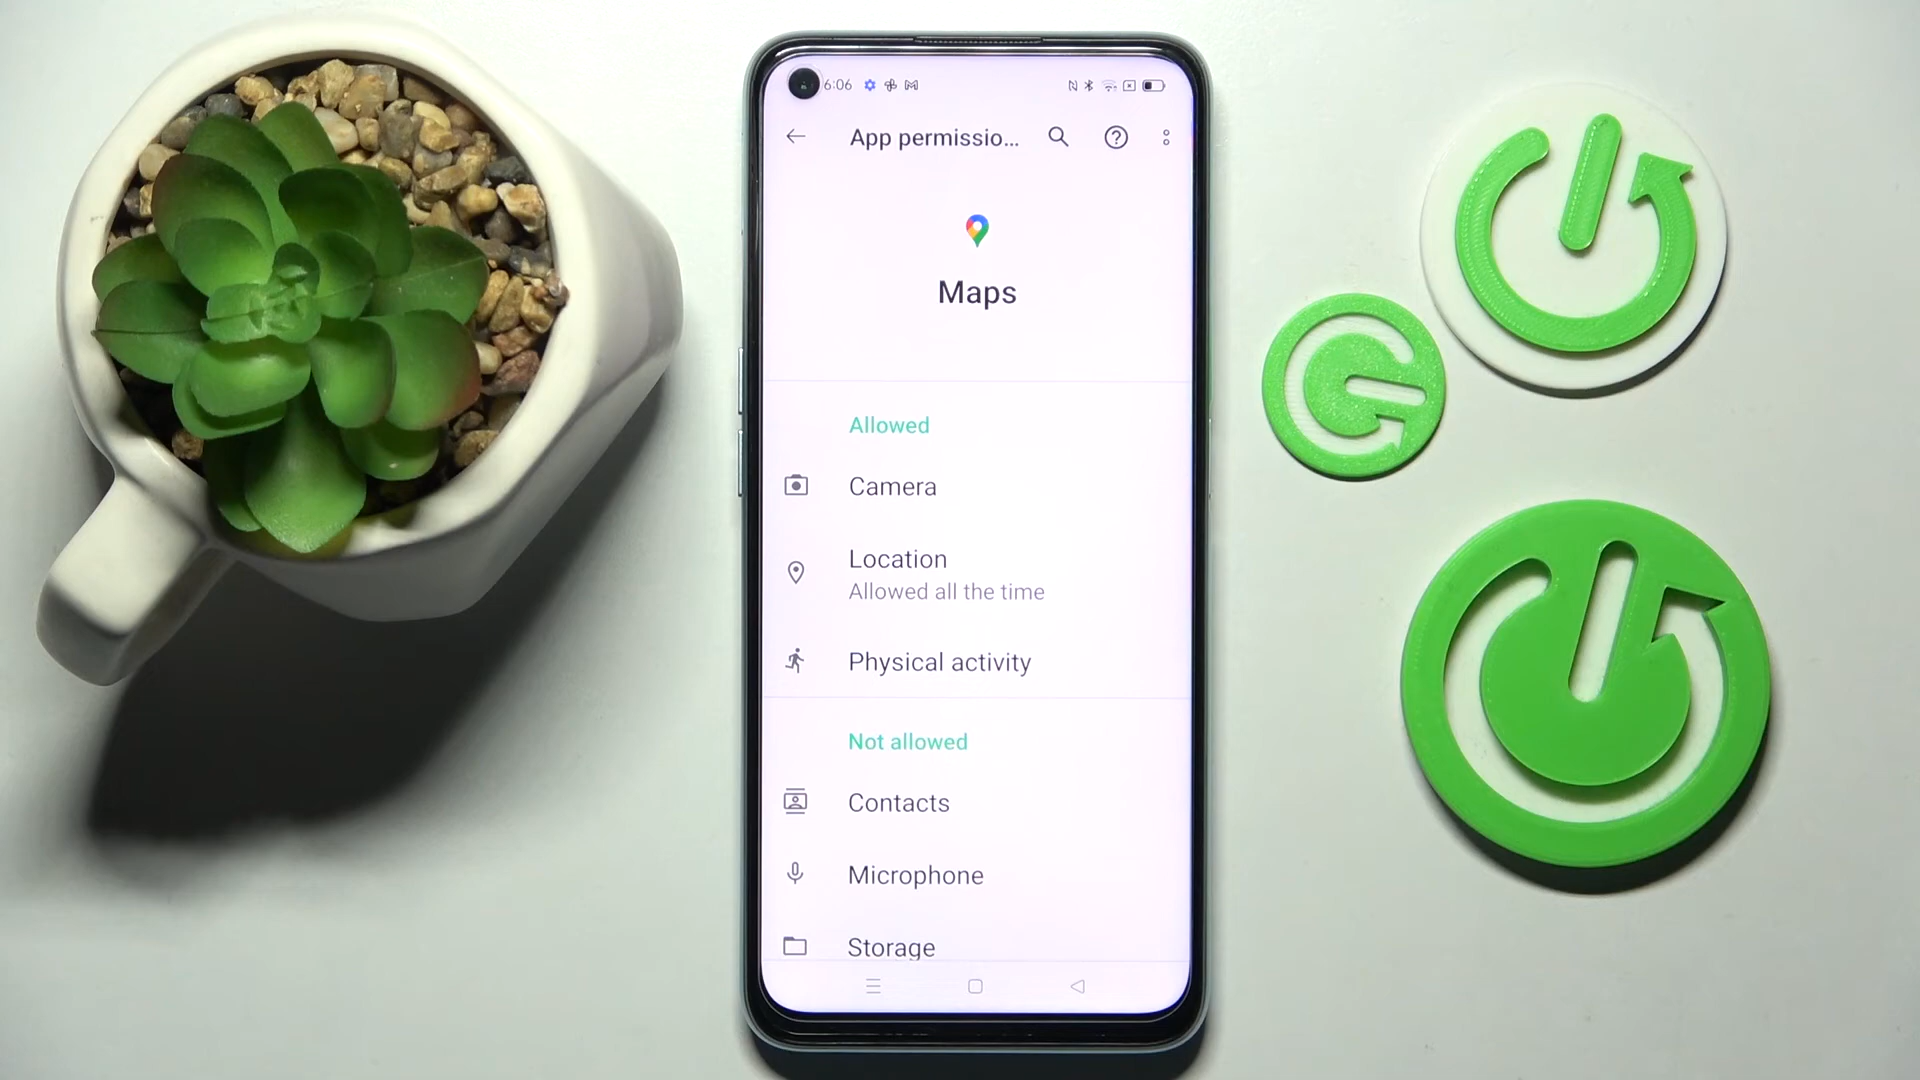 6:06
App permissio...
Maps
Allowed
Camera
Location
Allowed all the time
Physical activity
Not allowed
Contacts
Microphone
Storage